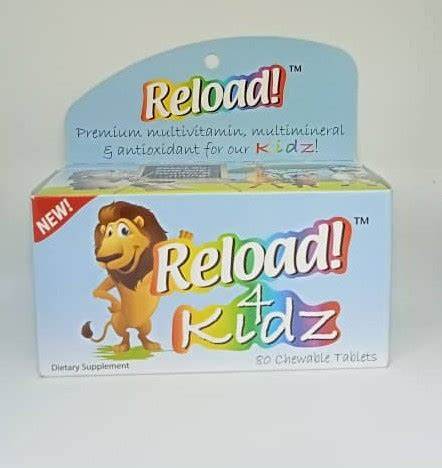 Reload!™
Premium multivitamin, multimineral
& antioxidant for our Kidz!
NEW!
Reload!™
4
Kidz
80 Chewable Tablets
Dietary Supplement